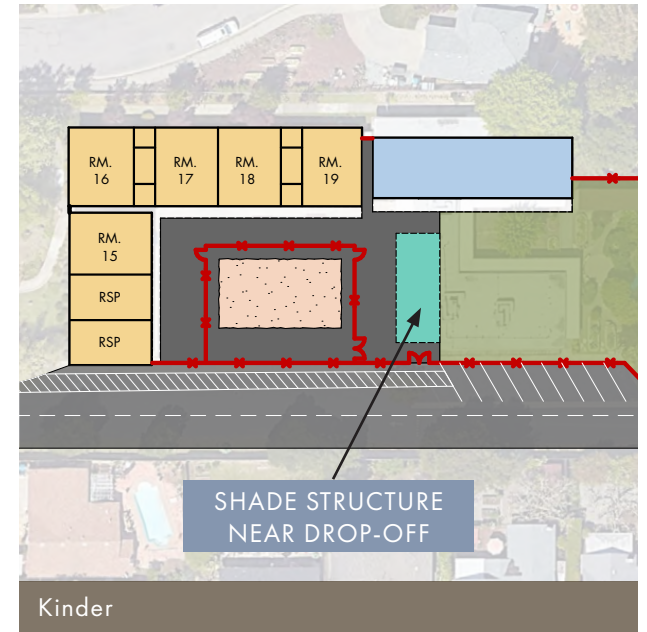 RM.
16
RM.
17
RM.
18
RM.
19
RM.
15
RSP
RSP
SHADE STRUCTURE
NEAR DROP-OFF
Kinder